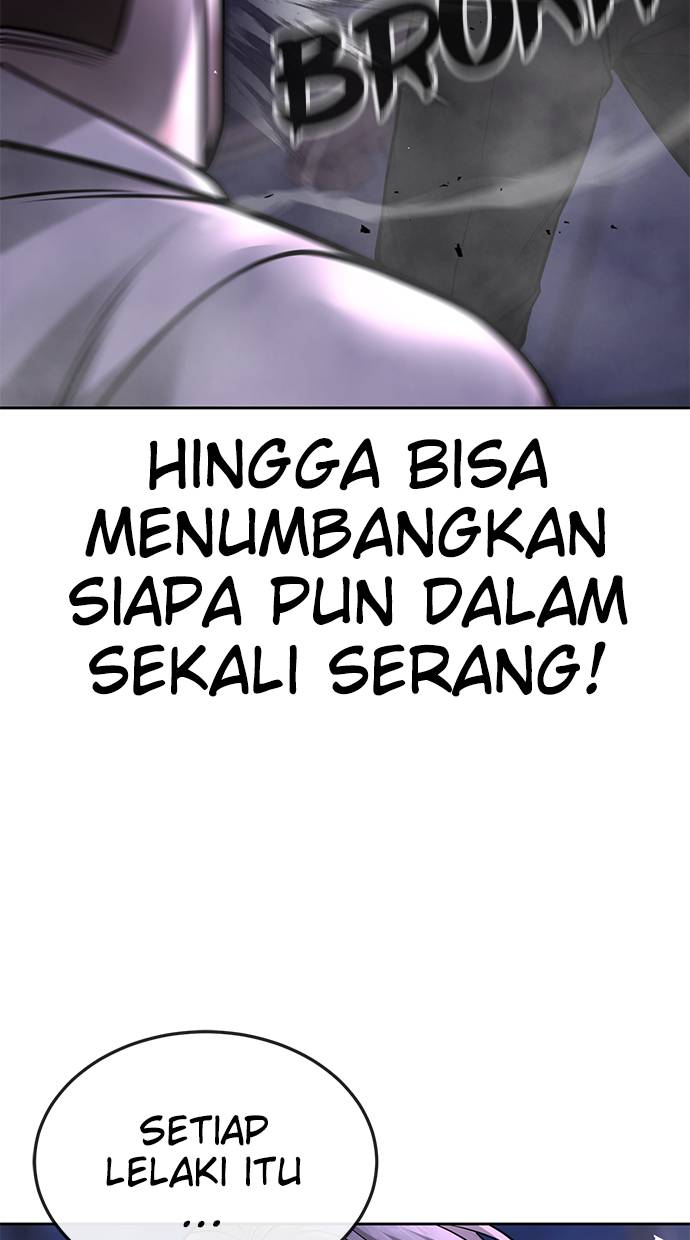 HINGGA BISA
MENUMBANGKAN
SIAPA PUN DALAM
SEKALI SERANG!
SETIAP
LELAKI ITU
...